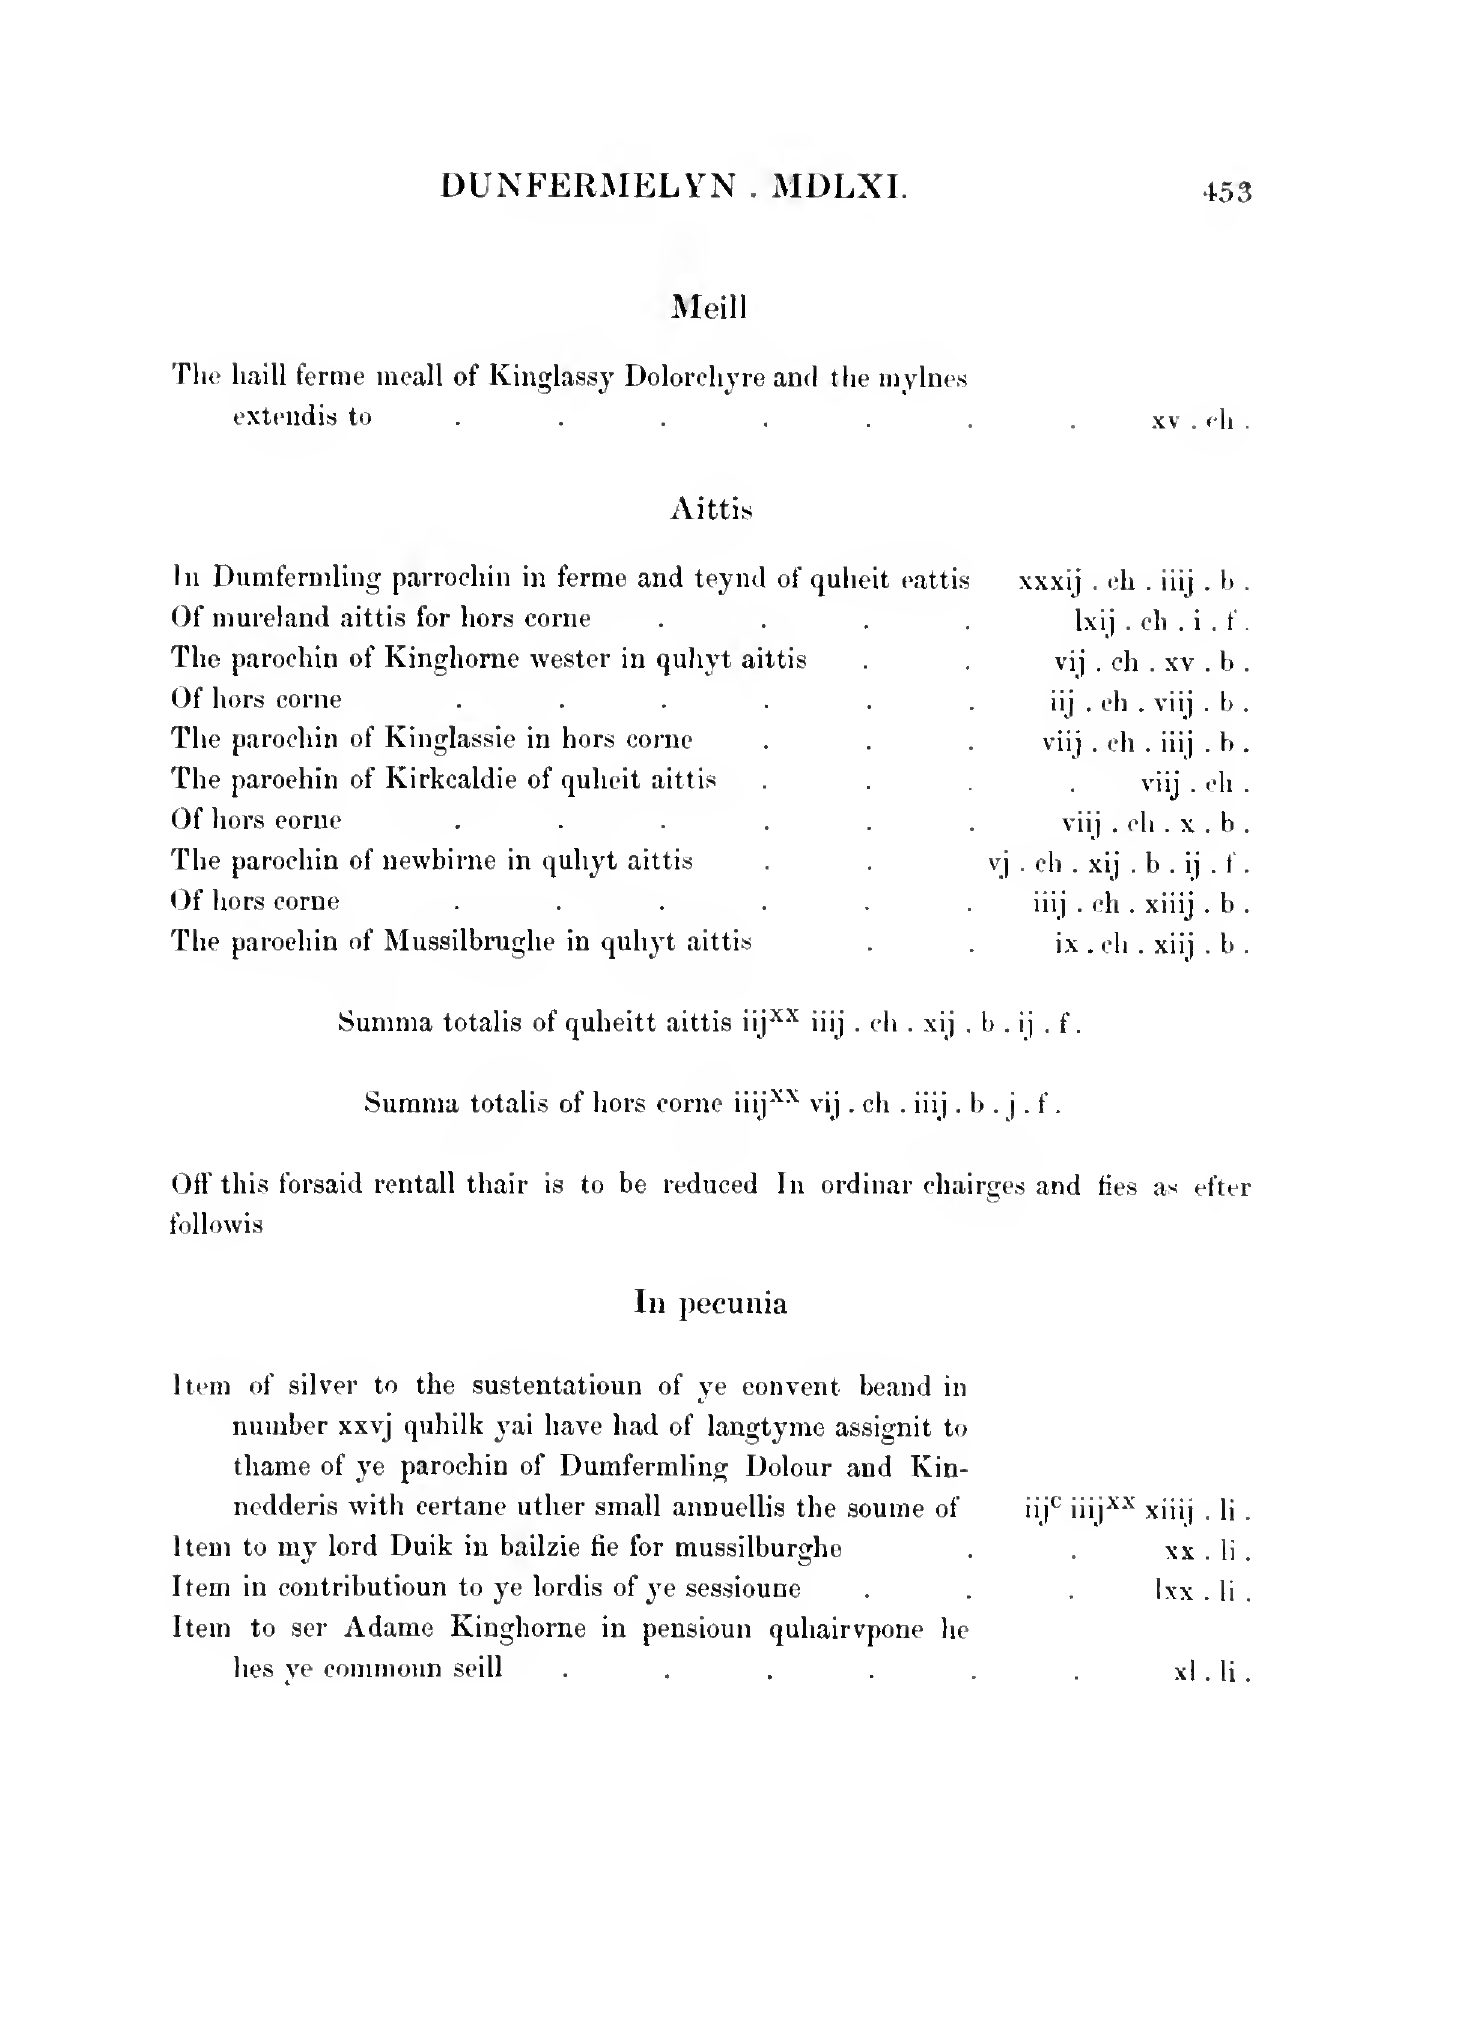 DUNFERMELYN . MDLXI. 453
Meill
The haill ferme meall of Kinglassy Dolorchyre and the mylnes
extendis to . . . . . . . xv . ch .
Aittis
In Dumfermling parrochin in ferme and teynd of quheit eattis xxxij . ch . iiij . b .
Of mureland aittis for hors corne . . . . lxij . ch . i . f .
The parochin of Kinghorne wester in quhyt aittis . . vij . ch . xv . b .
Of hors corne . . . . . . iij . ch . viij . b .
The parochin of Kinglassie in hors corne . . . viij . ch . iiij . b .
The parochin of Kirkcaldie of quheit aittis . . . . viij . ch .
Of hors corne . . . . . . viij . ch . x . b .
The parochin of newbirne in quhyt aittis . . vj . ch . xij . b . ij . f .
Of hors corne . . . . . . iiij . ch . xiiij . b .
The parochin of Mussilbrughe in quhyt aittis . . ix . ch . xiij . b .
Summa totalis of quheitt aittis iijxx iiij . ch . xij . b . ij . f .
Summa totalis of hors corne iiijxx vij . ch . iiij . b . j . f .
Off this forsaid rentall thair is to be reduced In ordinar chairges and fies as efter
followis
In pecunia
Item of silver to the sustentatioun of ye convent beand in
number xxvj quhilk yai have had of langtyme assignit to
thame of ye parochin of Dumfermling Dolour and Kin-
nedderis with certane uther small annuellis the soume of iijc iiijxx xiiij . li .
Item to my lord Duik in bailzie fie for mussilburghe . . xx . li .
Item in contributioun to ye lordis of ye sessioune . . . lxx . li .
Item to ser Adame Kinghorne in pensioun quhairvpone he
hes ye commoun seill . . . . . . xl . li .